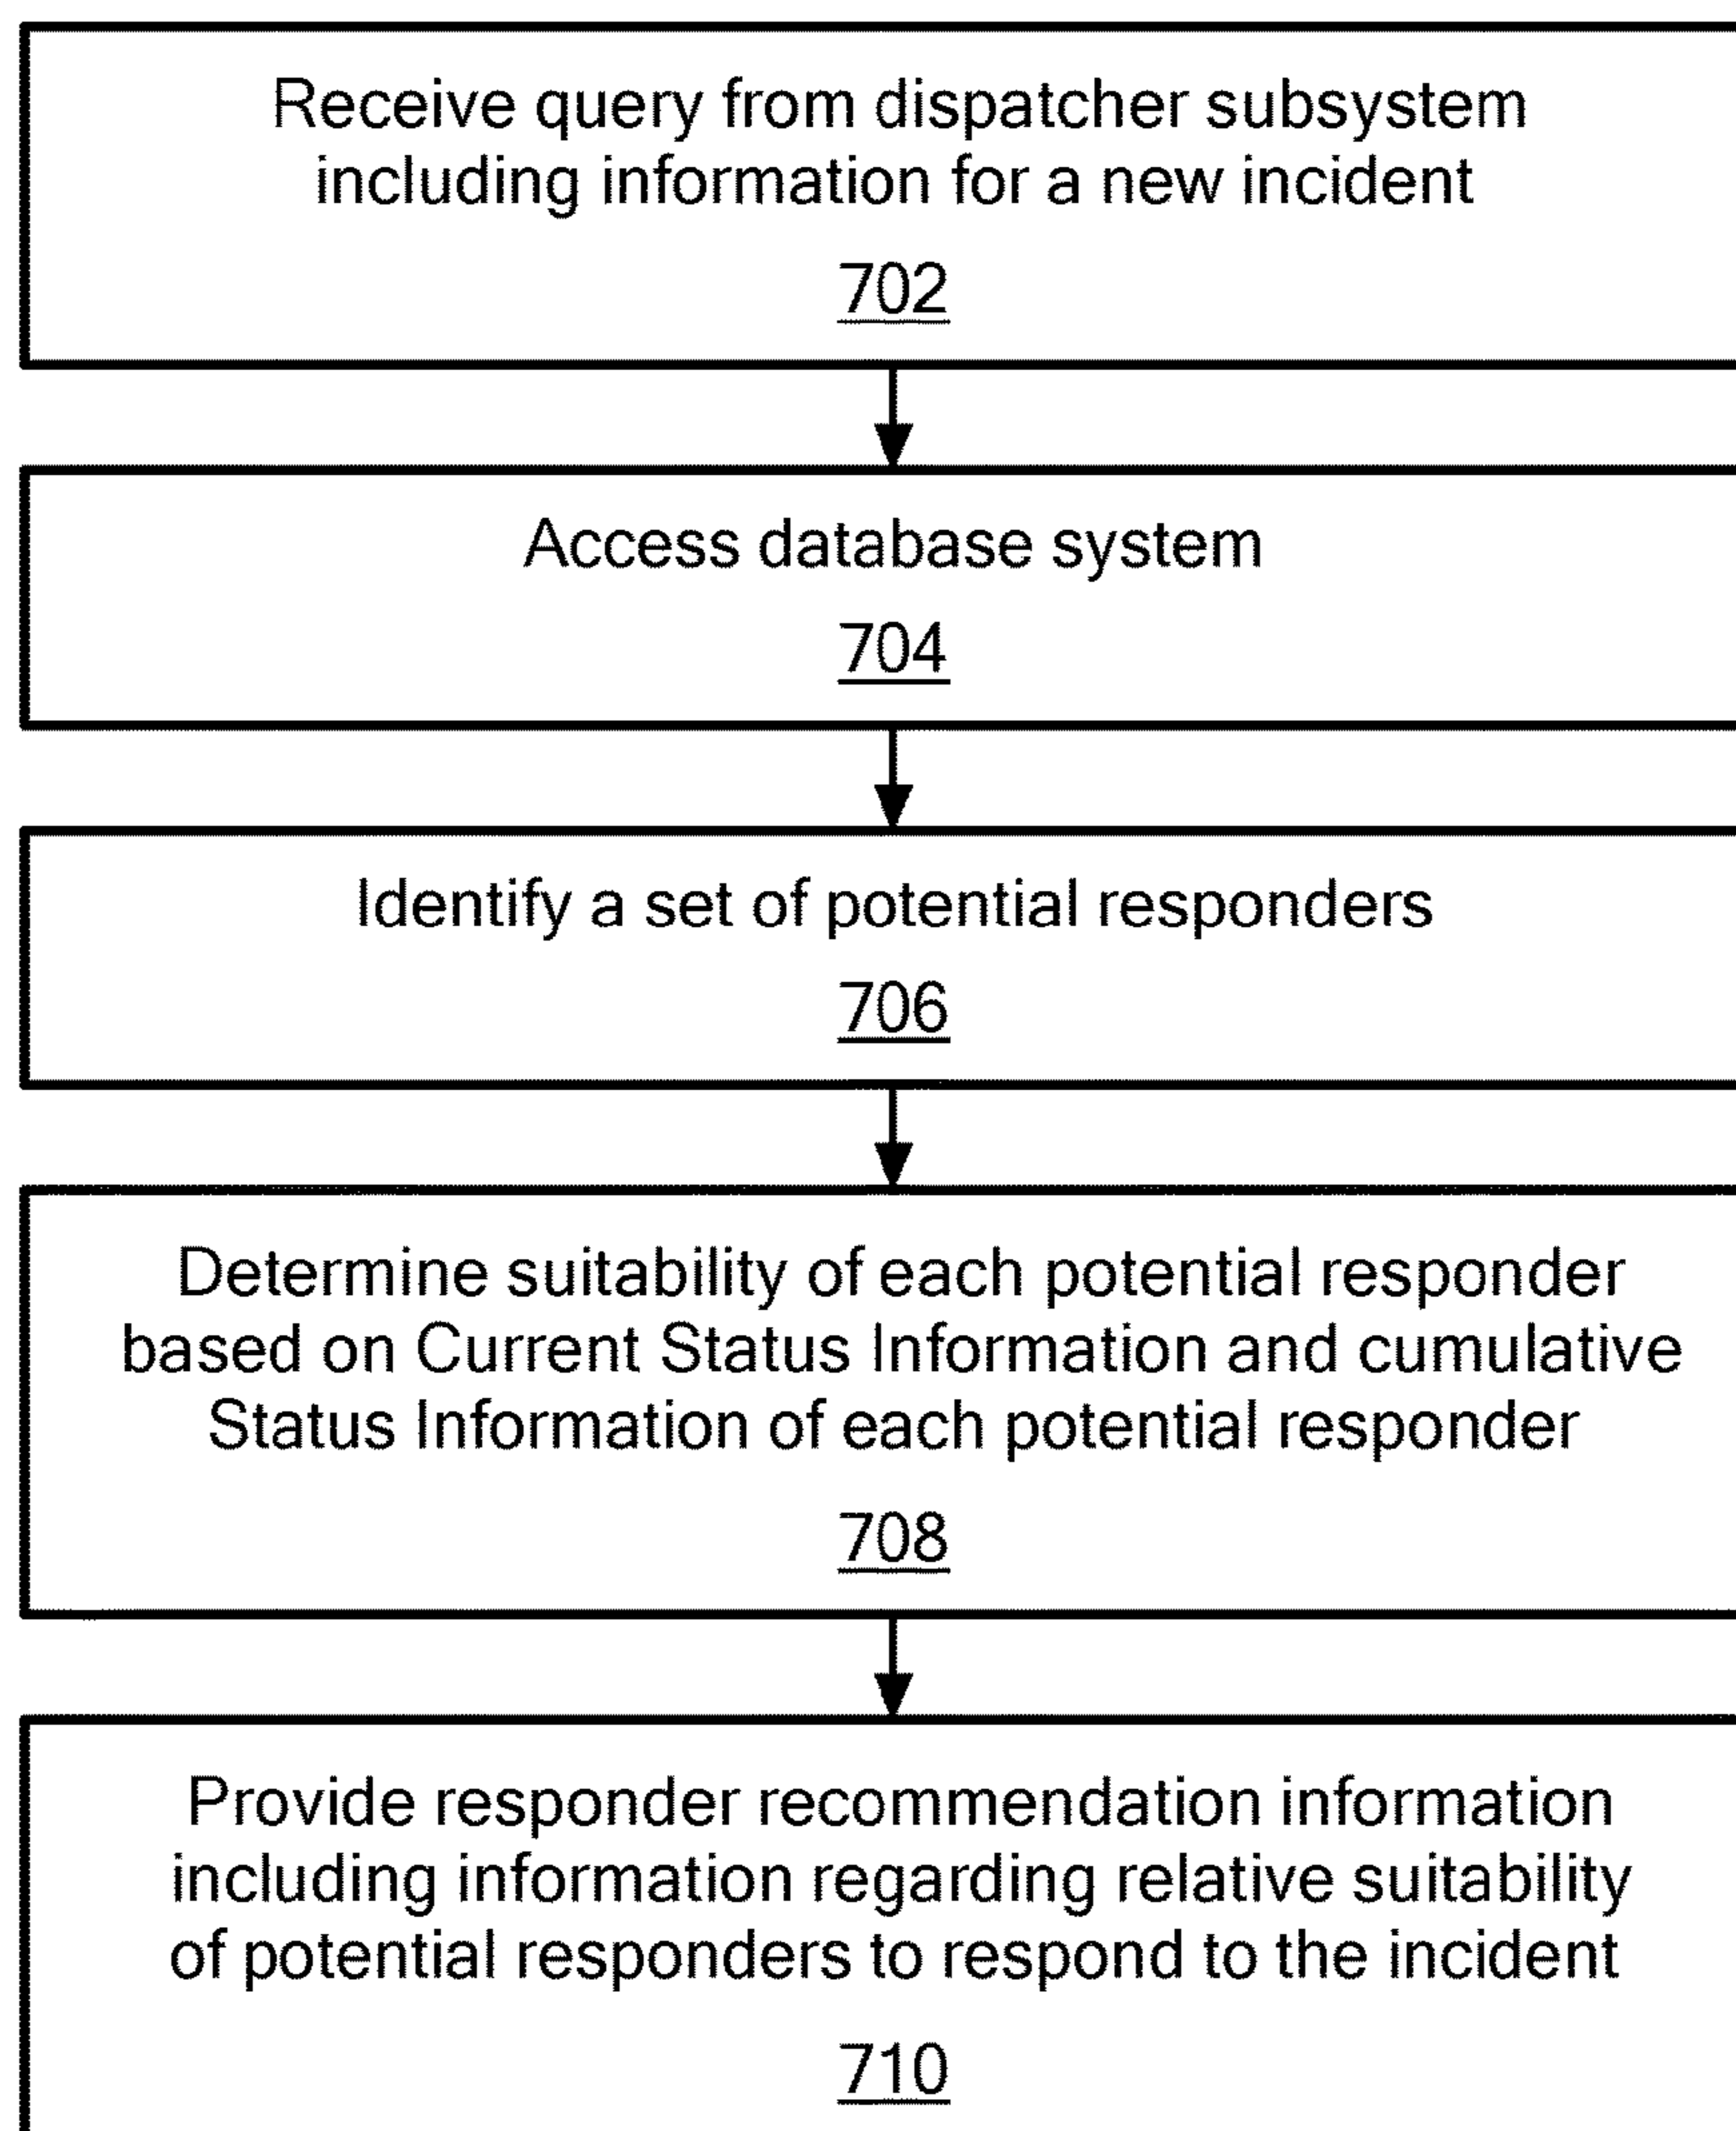 Receive query from dispatcher subsystem
including information for a new incident
702
Access database system
704
Identify a set of potential responders
706
Determine suitability of each potential responder
based on Current Status Information and cumulative
Status Information of each potential responder
708
Provide responder recommendation information
including information regarding relative suitability
of potential responders to respond to the incident
710